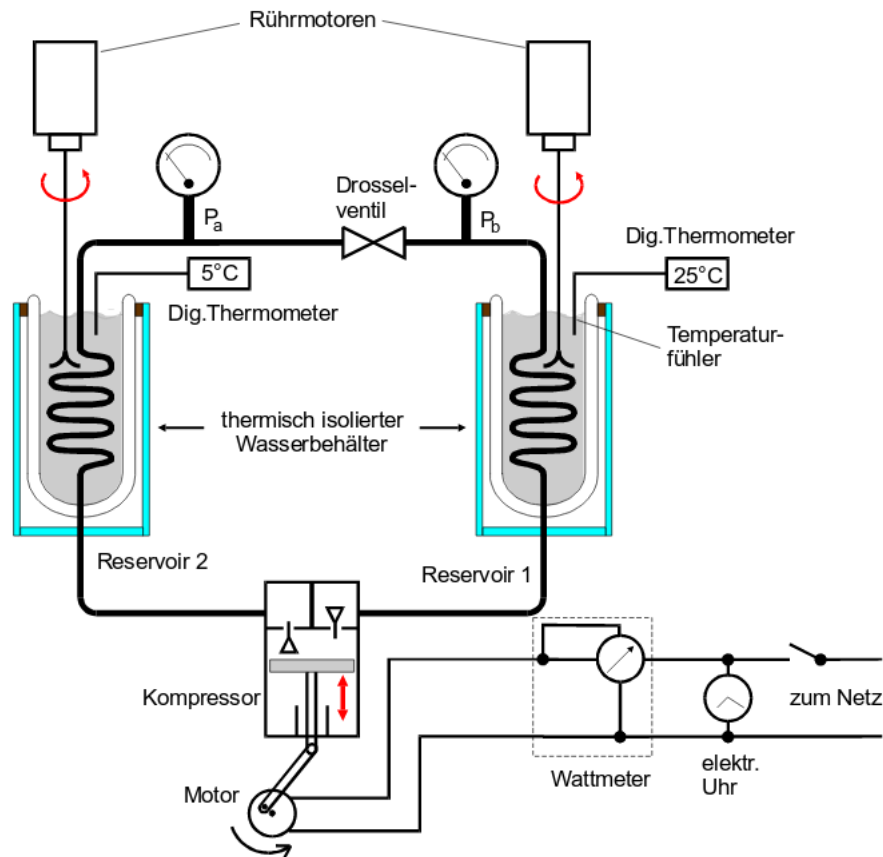 Rührmotoren
Drossel-
ventil
Pa
Pb
Dig.Thermometer
5°C
25°C
Dig.Thermometer
Temperatur-
fühler
thermisch isolierter
Wasserbehälter
Reservoir 2
Reservoir 1
Kompressor
zum Netz
Motor
Wattmeter
elektr.
Uhr